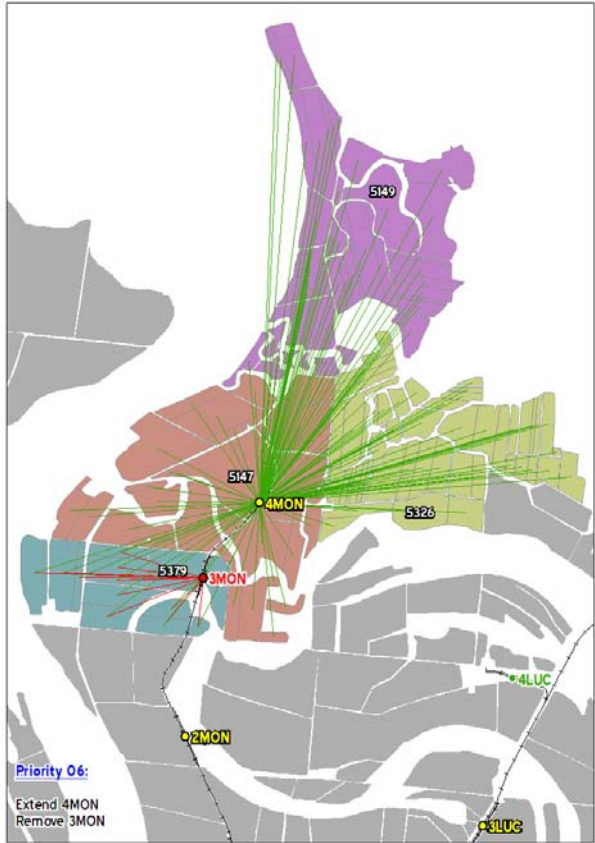 5149
5147
4MON
5326
5379
3MON
4LUC
2MON
Priority 06:
Extend 4MON
Remove 3MON
3LUC